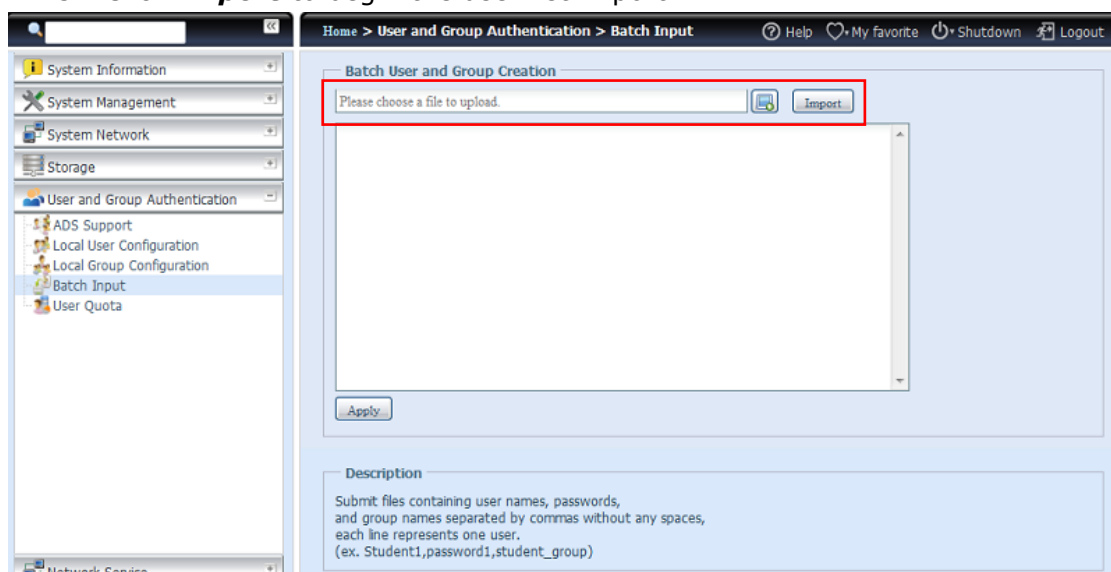 Home > User and Group Authentication > Batch Input
Help
My favorite
Shutdown
Logout
System Information
System Management
System Network
Storage
User and Group Authentication
ADS Support
Local User Configuration
Local Group Configuration
Batch Input
User Quota
Batch User and Group Creation
Please choose a file to upload.
Import
Apply
Description
Submit files containing user names, passwords,
and group names separated by commas without any spaces,
each line represents one user.
(ex. Student1,password1,student_group)